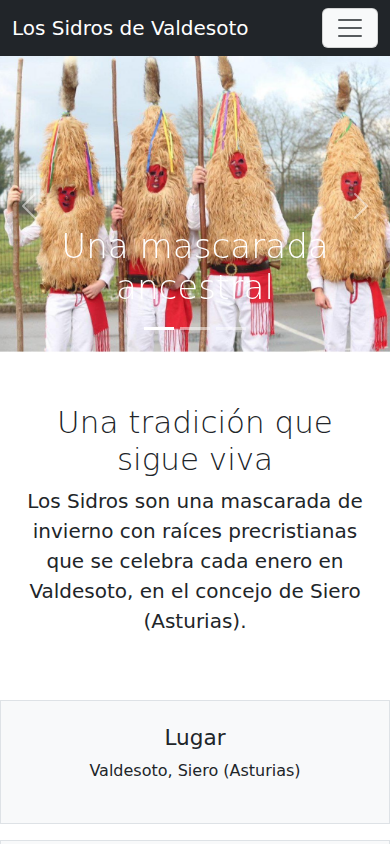 Los Sidros de Valdesoto
Una mascarada
ancestral
Una tradición que
sigue viva
Los Sidros son una mascarada de
invierno con raíces precristianas
que se celebra cada enero en
Valdesoto, en el concejo de Siero
(Asturias).
Lugar
Valdesoto, Siero (Asturias)